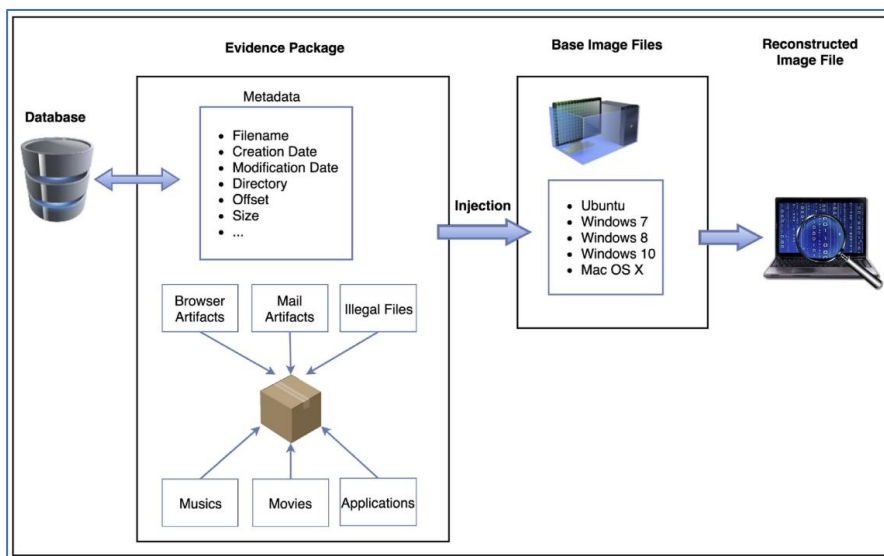 Evidence Package
Base Image Files
Reconstructed
Image File
Database
Metadata
• Filename
• Creation Date
• Modification Date
• Directory
• Offset
• Size
• ...
Injection
• Ubuntu
• Windows 7
• Windows 8
• Windows 10
• Mac OS X
Browser
Artifacts
Mail
Artifacts
Illegal Files
Musics
Movies
Applications